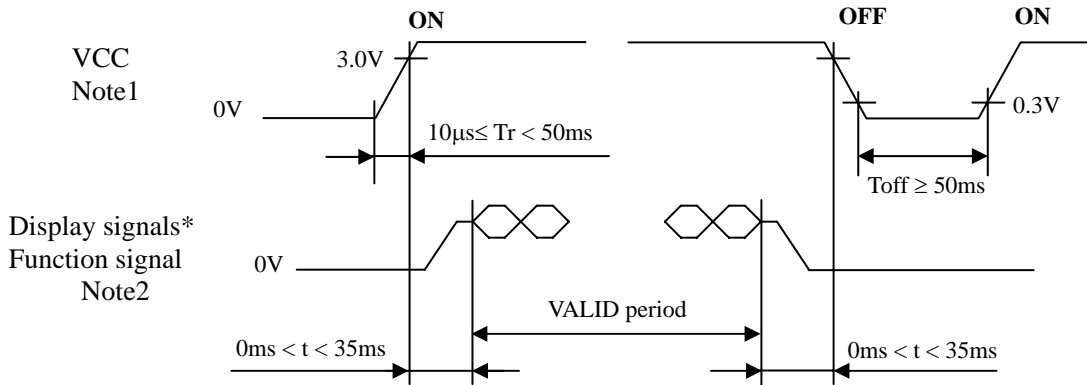 ON
OFF
ON
VCC
Note1
3.0V
0V
0.3V
10μs≤ Tr < 50ms
Toff ≥ 50ms
Display signals*
Function signal
Note2
0V
VALID period
0ms < t < 35ms
0ms < t < 35ms